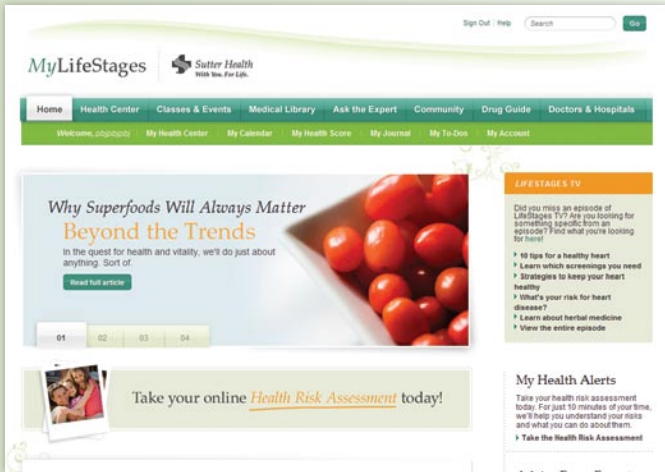 Sign Out | Help Search Go
MyLifeStages
Sutter Health
With You. For Life.
Home Health Center Classes & Events Medical Library Ask the Expert Community Drug Guide Doctors & Hospitals
Welcome, My Health Center My Calendar My Health Score My Journal My To-Dos My Account
Why Superfoods Will Always Matter
Beyond the Trends
In the quest for health and vitality, we'll do just about
anything. Sort of.
Read full article
01 02 03 04
Take your online Health Risk Assessment today!
LIFESTAGES TV
Did you miss an episode of
LifeStages TV? Are you looking for
something specific from an
episode? Find what you're looking
for here!
10 tips for a healthy heart
Learn which screenings you need
Strategies to keep your heart
healthy
What's your risk for heart
disease?
Learn about herbal medicine
View the entire episode
My Health Alerts
Take your health risk assessment
today. For just 10 minutes of your time,
we'll help you understand your risks
and what you can do about them.
Take the Health Risk Assessment